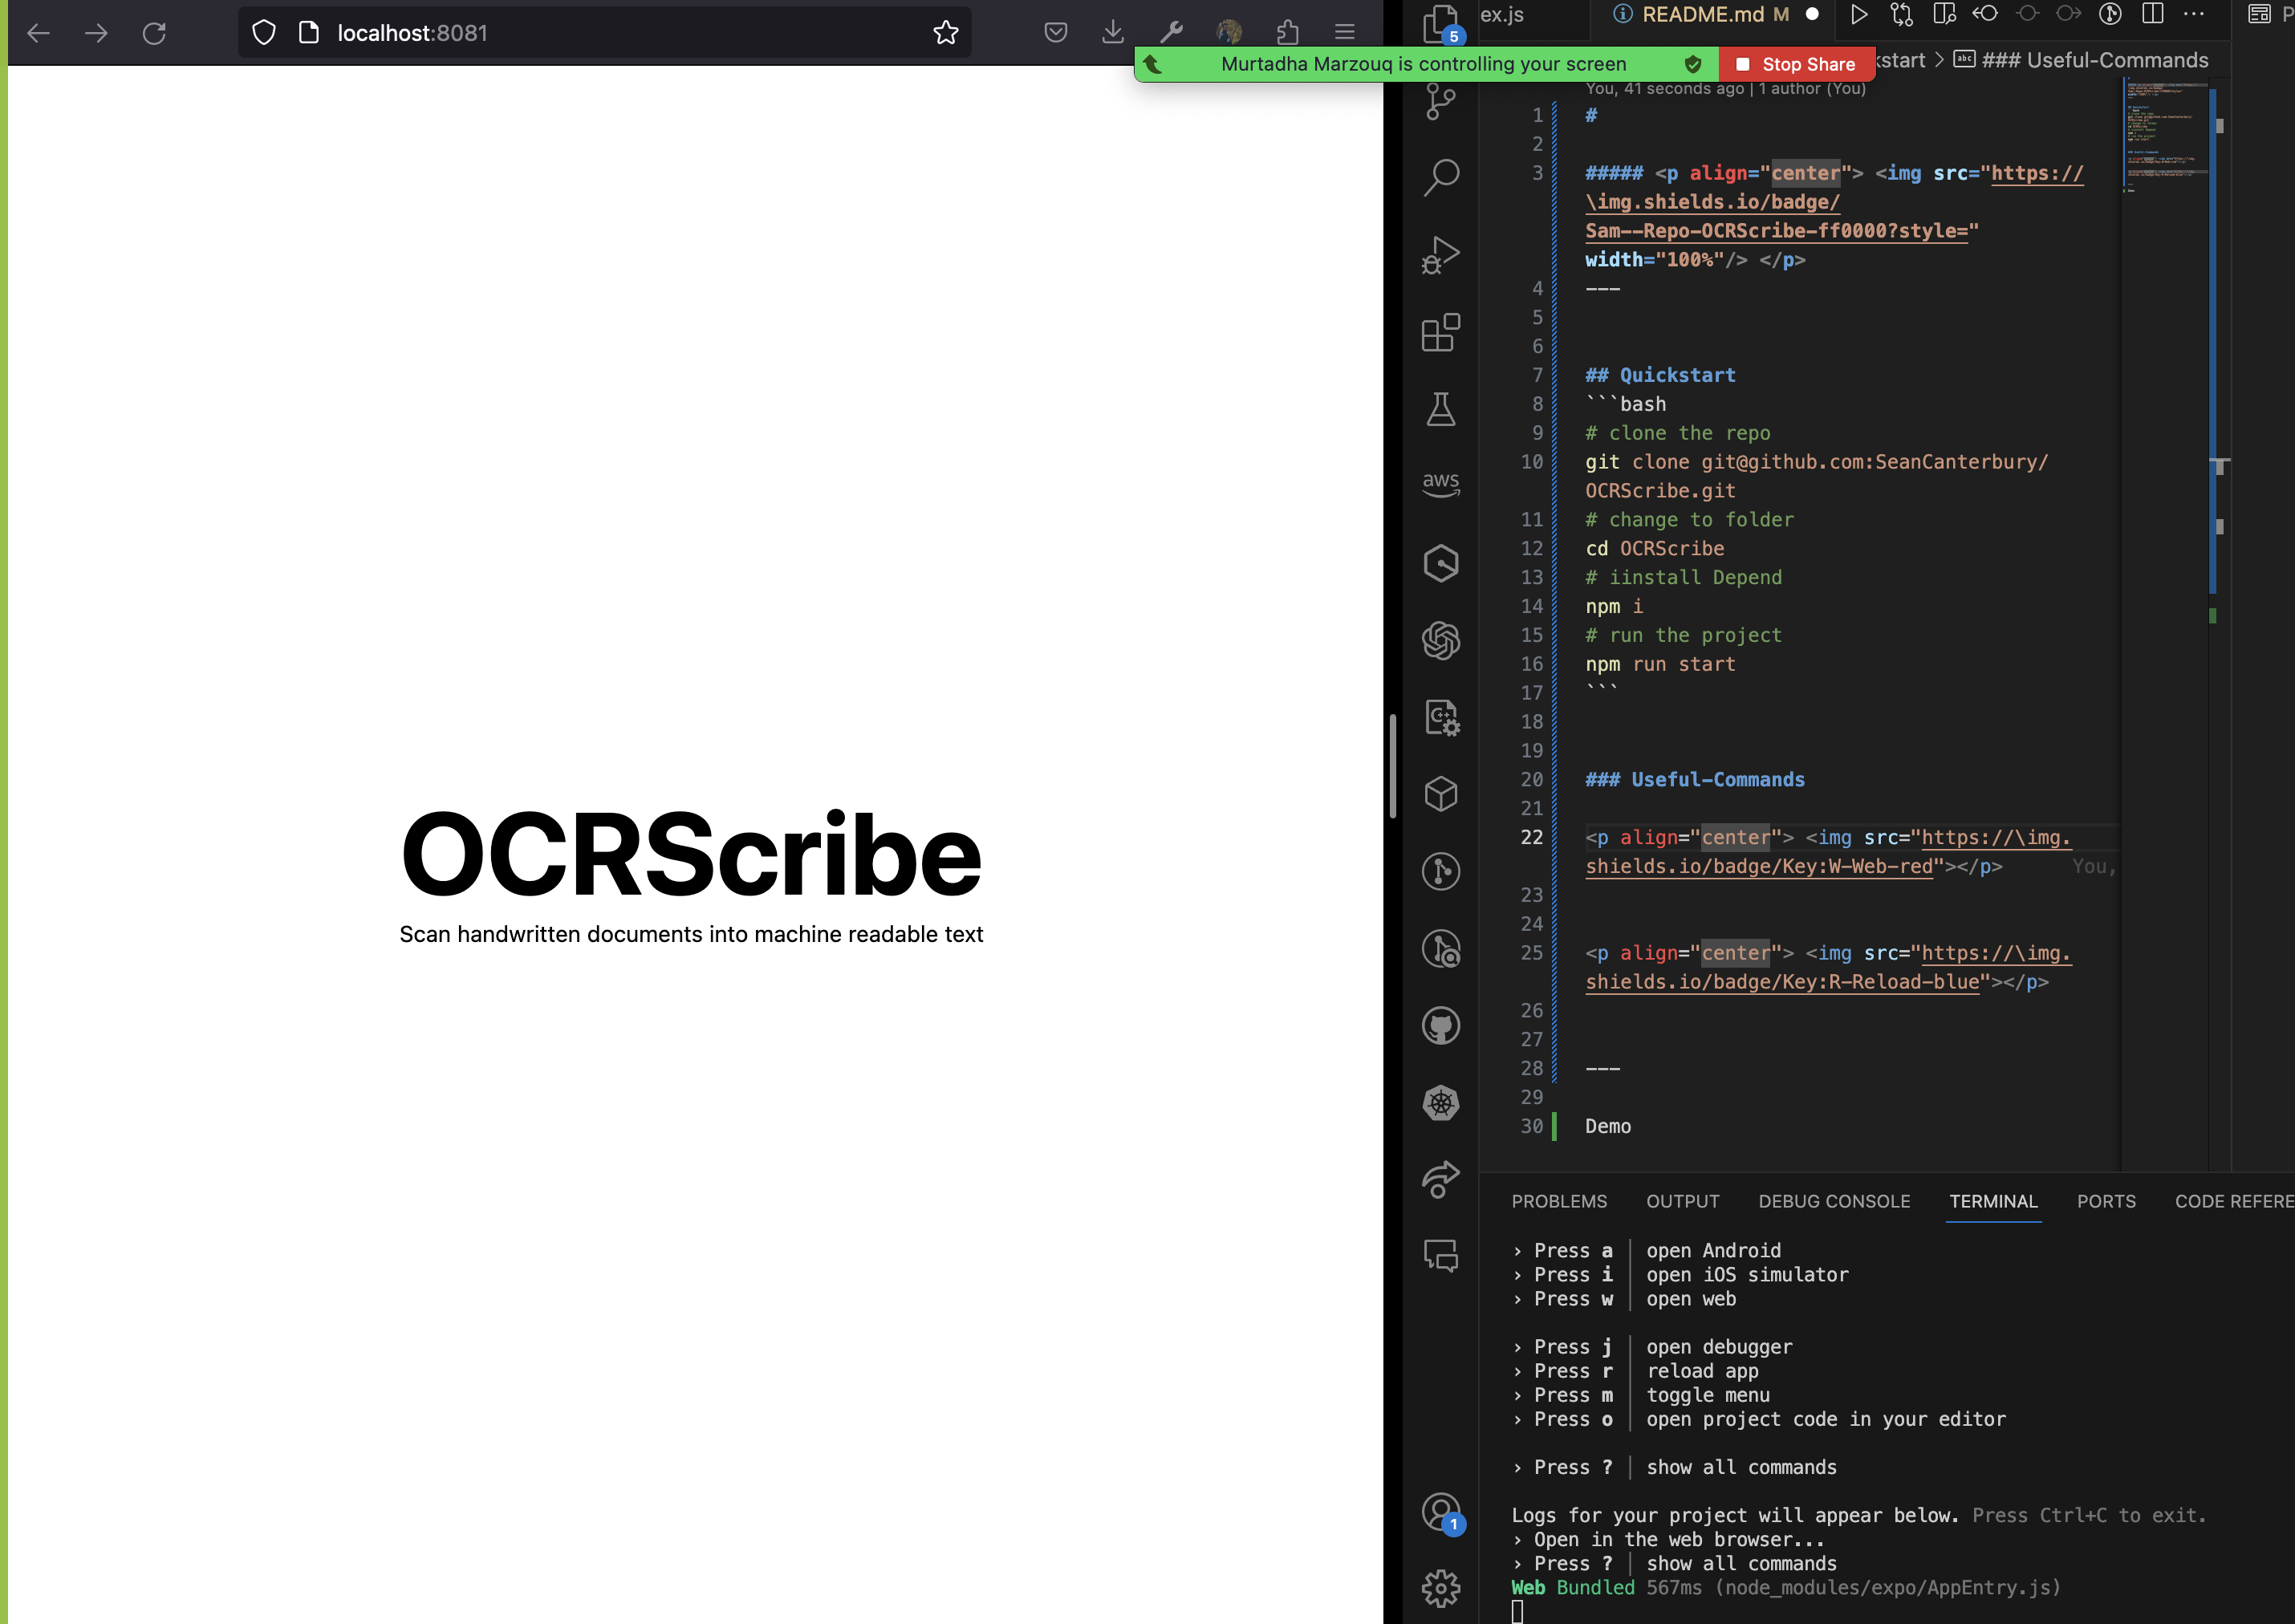 localhost:8081
OCRScribe
Scan handwritten documents into machine readable text
Murtadha Marzouq is controlling your screen
Stop Share
ex.js
README.md M
kstart > ### Useful-Commands
You, 41 seconds ago | 1 author (You)
1 #
2
3 ##### <p align="center"> <img src="https://
\img.shields.io/badge/
Sam--Repo-OCRScribe-ff0000?style="
width="100%"/> </p>
4 ---
5
6
7 ## Quickstart
8 ```bash
9 # clone the repo
10 git clone git@github.com:SeanCanterbury/
OCRScribe.git
11 # change to folder
12 cd OCRScribe
13 # iinstall Depend
14 npm i
15 # run the project
16 npm run start
17 ```
18
19
20 ### Useful-Commands
21
22 <p align="center"> <img src="https://\img.
shields.io/badge/Key:W-Web-red"></p> You,
23
24
25 <p align="center"> <img src="https://\img.
shields.io/badge/Key:R-Reload-blue"></p>
26
27
28 ---
29
30 Demo
5
aws
C++
1
PROBLEMS OUTPUT DEBUG CONSOLE TERMINAL PORTS CODE REFERE
› Press a │ open Android
› Press i │ open iOS simulator
› Press w │ open web
› Press j │ open debugger
› Press r │ reload app
› Press m │ toggle menu
› Press o │ open project code in your editor
› Press ? │ show all commands
Logs for your project will appear below. Press Ctrl+C to exit.
› Open in the web browser...
› Press ? │ show all commands
Web Bundled 567ms (node_modules/expo/AppEntry.js)